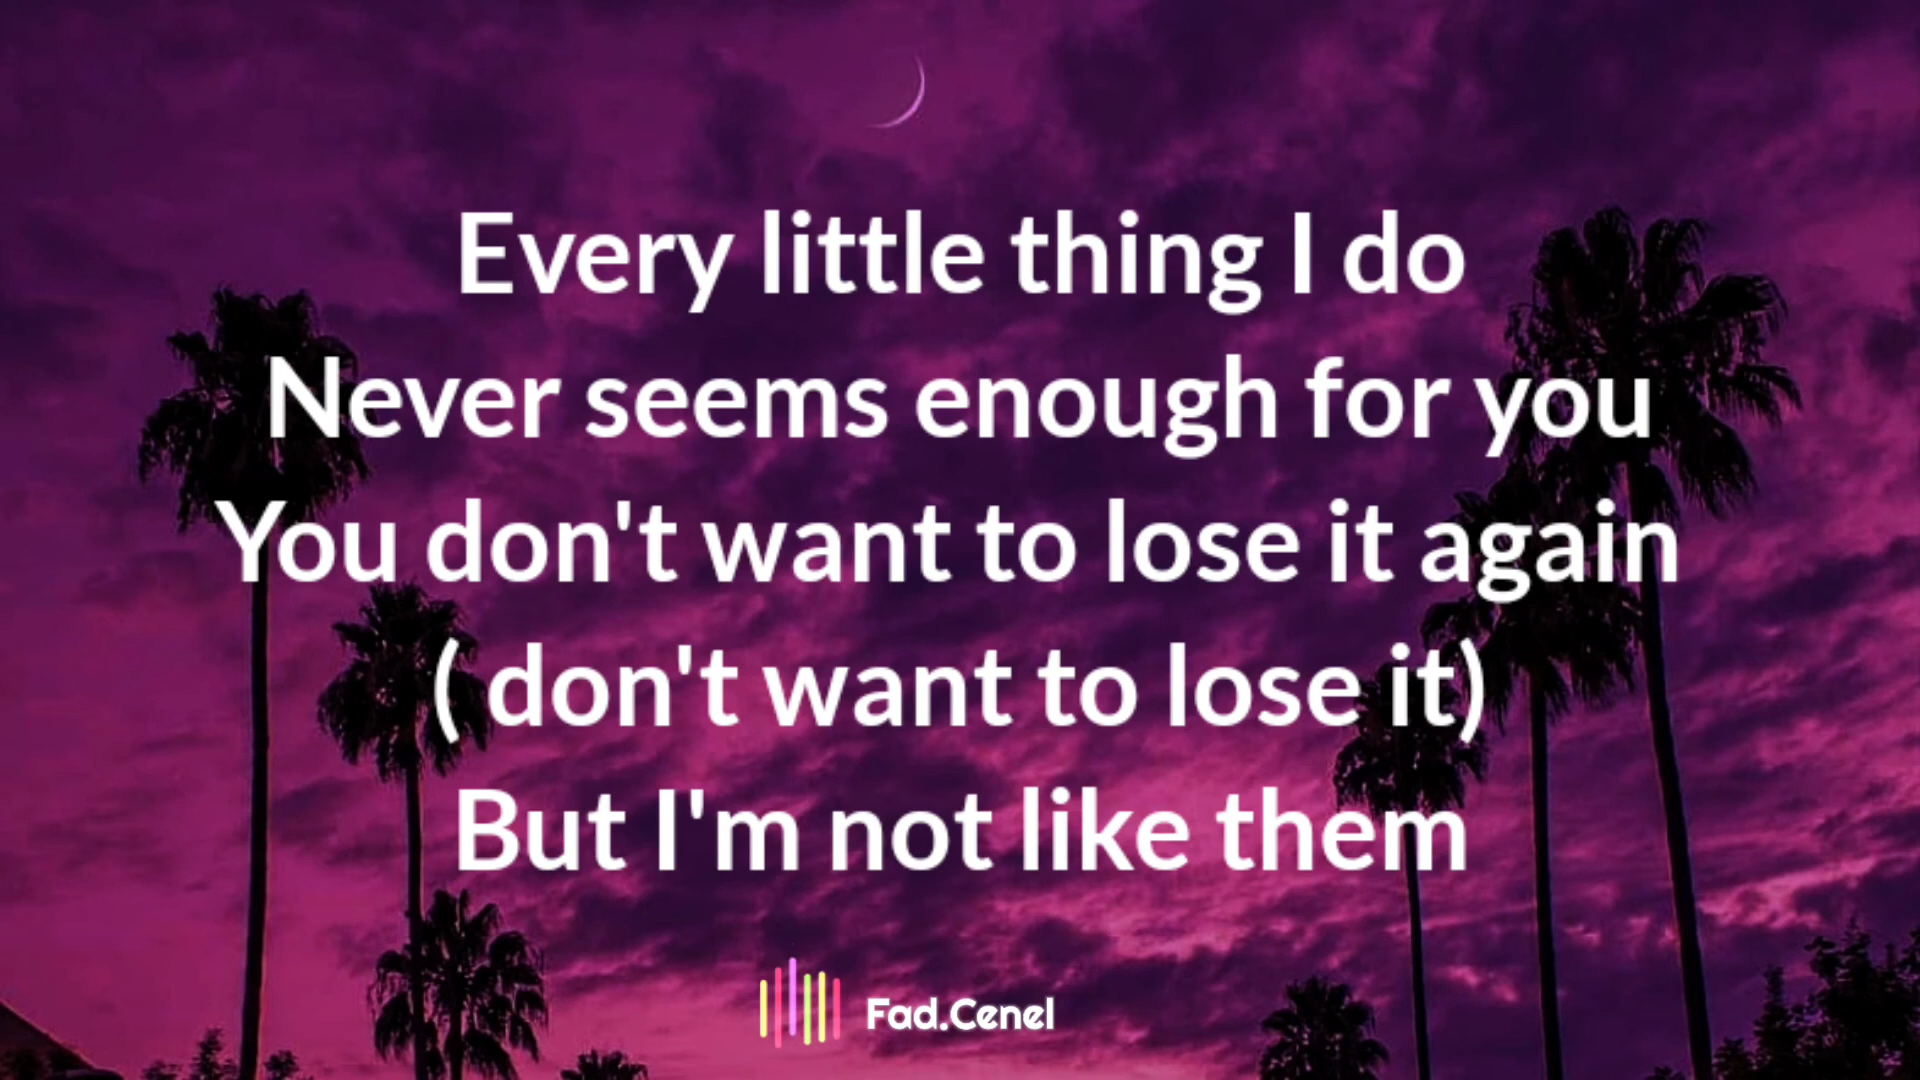 Every little thing I do
Never seems enough for you
You don't want to lose it again
( don't want to lose it)
But I'm not like them
Fad.Cenel